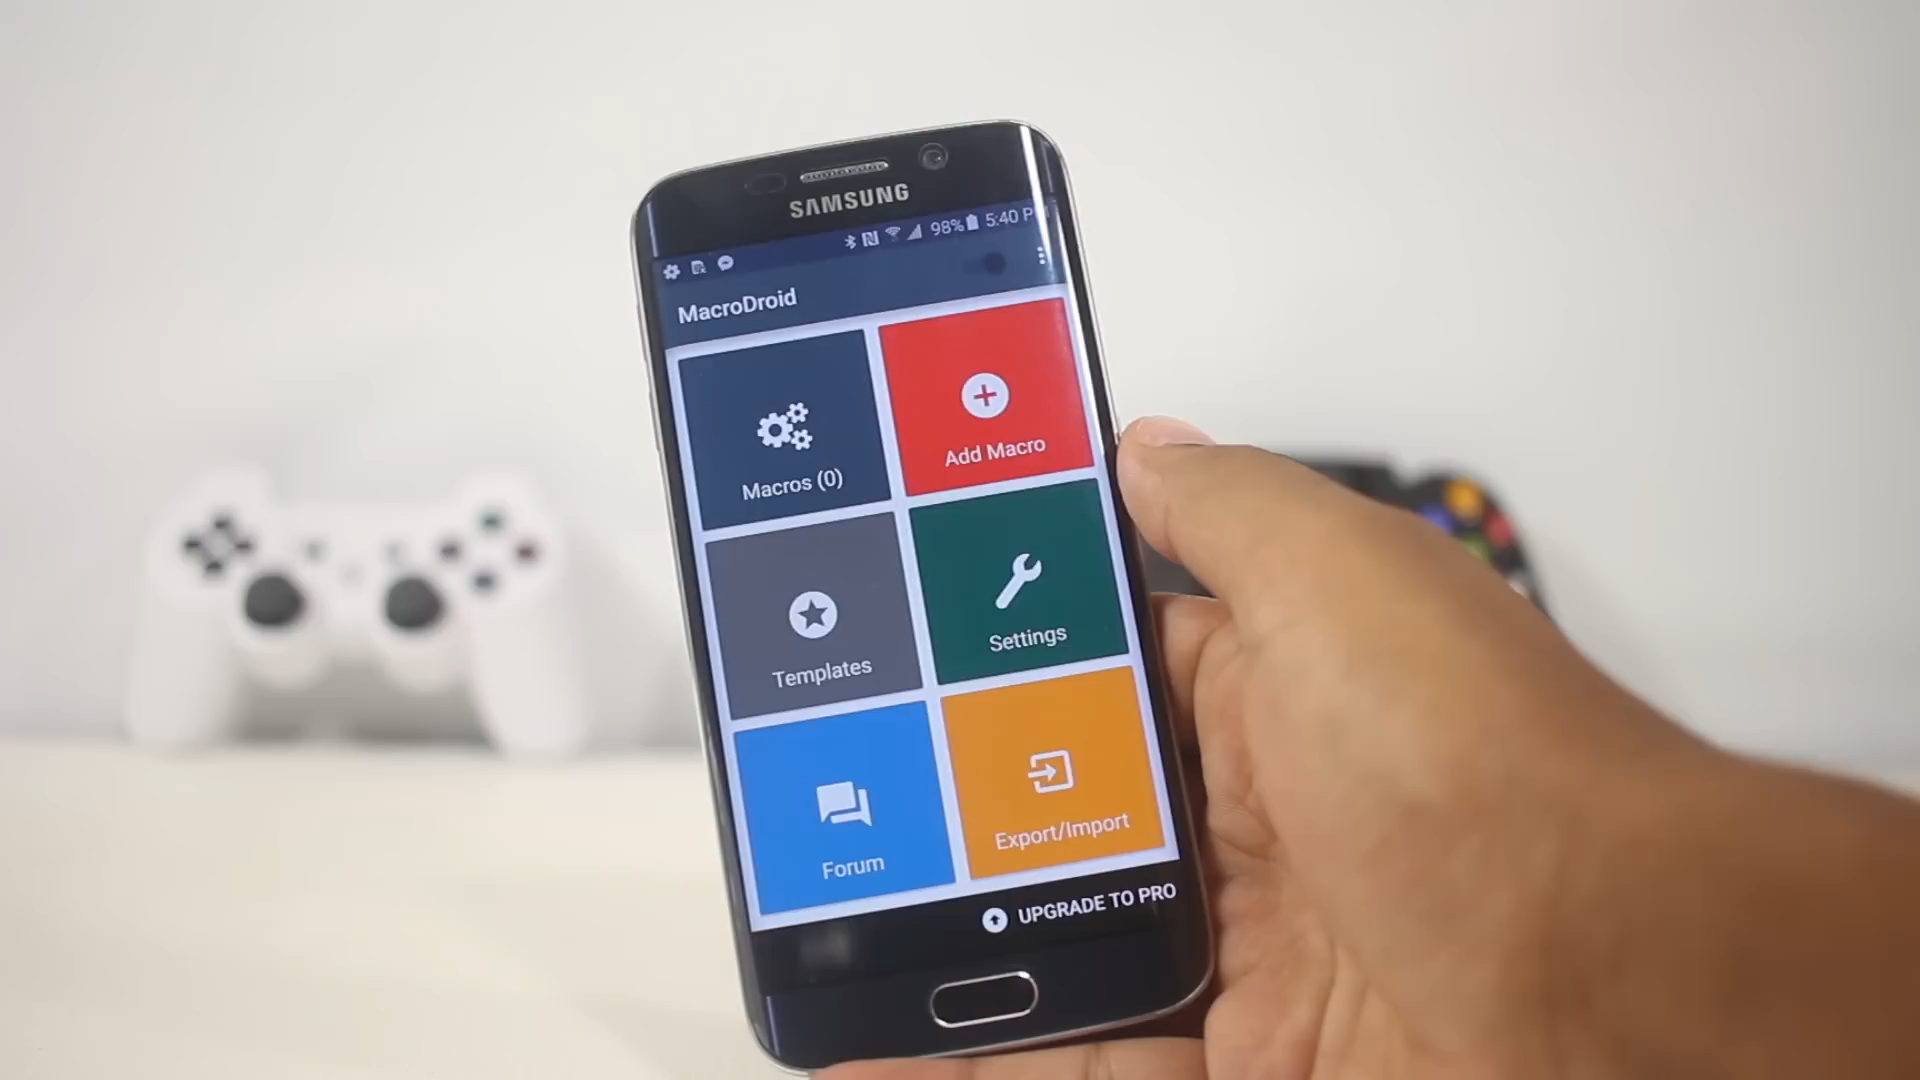 SAMSUNG
98% 5:40 P
MacroDroid
Macros (0)
Add Macro
Templates
Settings
Forum
Export/Import
UPGRADE TO PRO